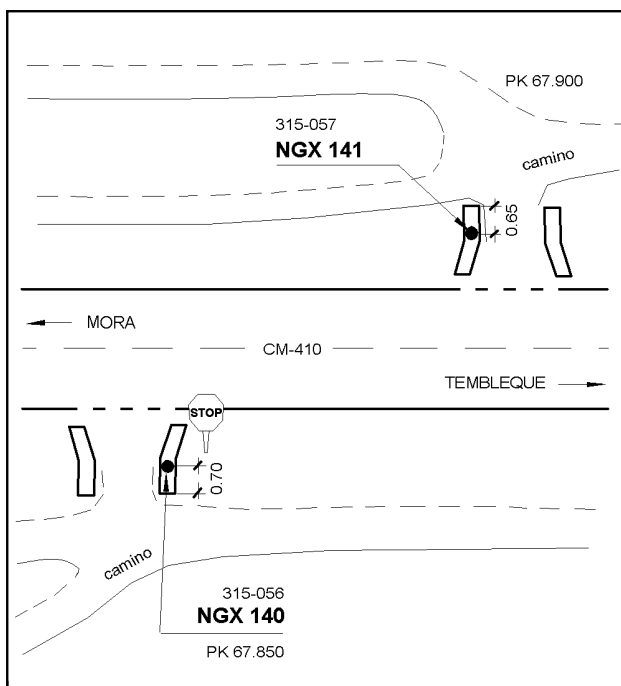 PK 67.900
315-057
NGX 141
camino
0.65
MORA
CM-410
TEMBLEQUE
STOP
0.70
camino
315-056
NGX 140
PK 67.850